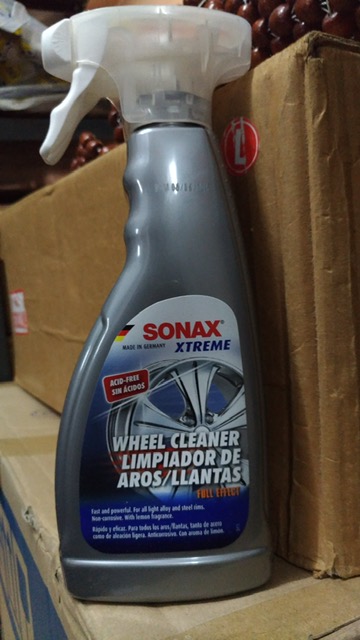 SONAX®
MADE IN GERMANY
XTREME
ACID-FREE
SIN ÁCIDOS
WHEEL CLEANER
LIMPIADOR DE
AROS/LLANTAS
FULL EFFECT
Fast and powerful. For all light alloy and steel rims.
Non-corrosive. With lemon fragrance.
Rápido y eficaz. Para todos los aros/llantas, tanto de acero
como de aleación ligera. Anticorrosivo. Con aroma de limón.